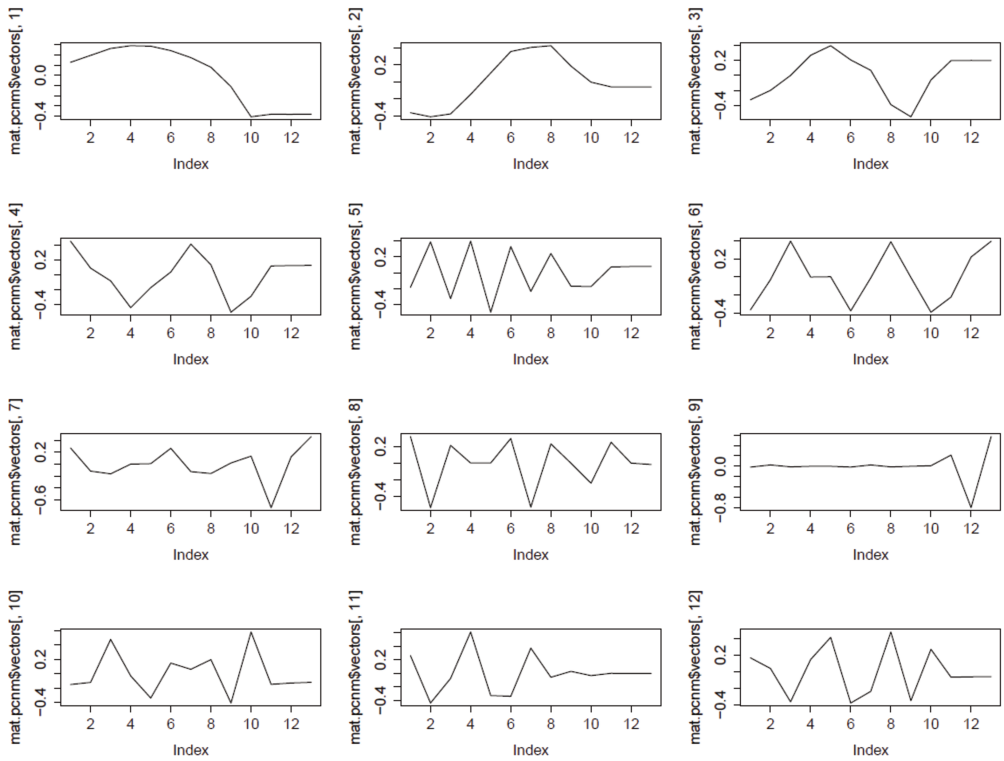 mat.pcnm$vectors[, 1]
0.0
−0.4
2 4 6 8 10 12
Index
mat.pcnm$vectors[, 2]
0.2
−0.4
2 4 6 8 10 12
Index
mat.pcnm$vectors[, 3]
0.2
−0.4
2 4 6 8 10 12
Index
mat.pcnm$vectors[, 4]
0.2
−0.4
2 4 6 8 10 12
Index
mat.pcnm$vectors[, 5]
0.2
−0.4
2 4 6 8 10 12
Index
mat.pcnm$vectors[, 6]
0.2
−0.4
2 4 6 8 10 12
Index
mat.pcnm$vectors[, 7]
0.2
−0.6
2 4 6 8 10 12
Index
mat.pcnm$vectors[, 8]
0.2
−0.4
2 4 6 8 10 12
Index
mat.pcnm$vectors[, 9]
0.0
−0.8
2 4 6 8 10 12
Index
mat.pcnm$vectors[, 10]
0.2
−0.4
2 4 6 8 10 12
Index
mat.pcnm$vectors[, 11]
0.2
−0.4
2 4 6 8 10 12
Index
mat.pcnm$vectors[, 12]
0.2
−0.4
2 4 6 8 10 12
Index